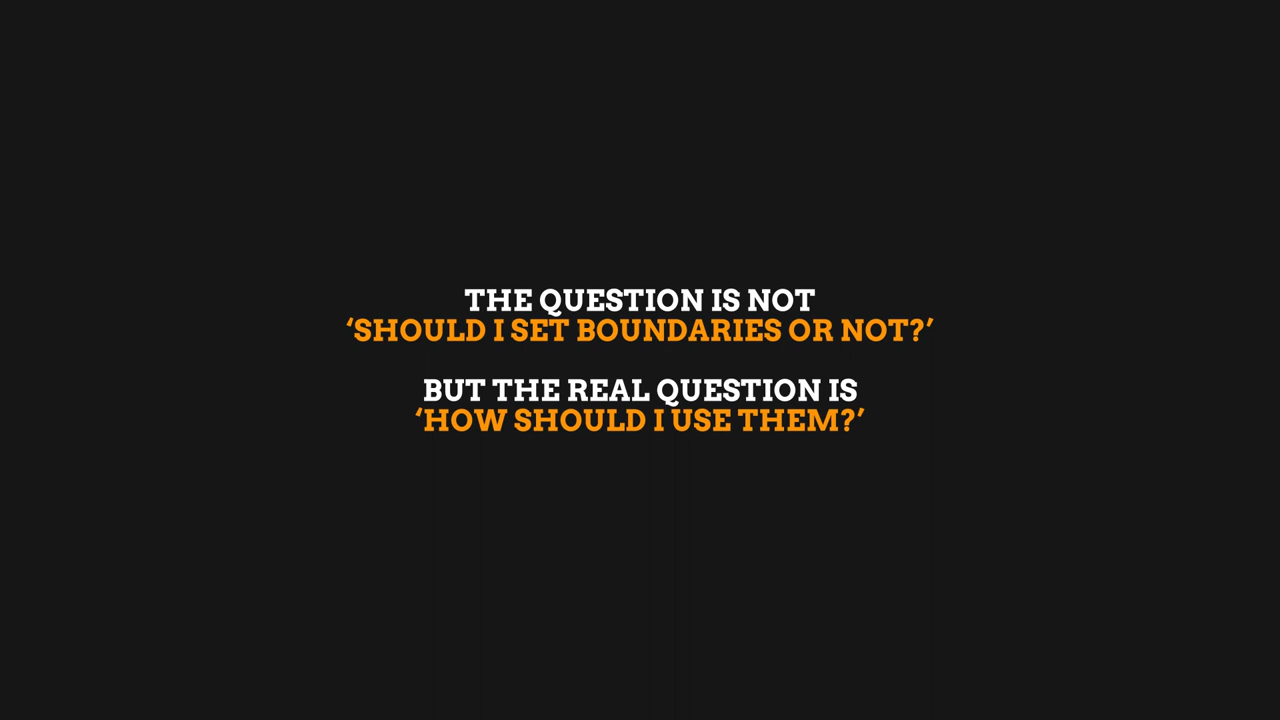 THE QUESTION IS NOT
‘SHOULD I SET BOUNDARIES OR NOT?’
BUT THE REAL QUESTION IS
‘HOW SHOULD I USE THEM?’